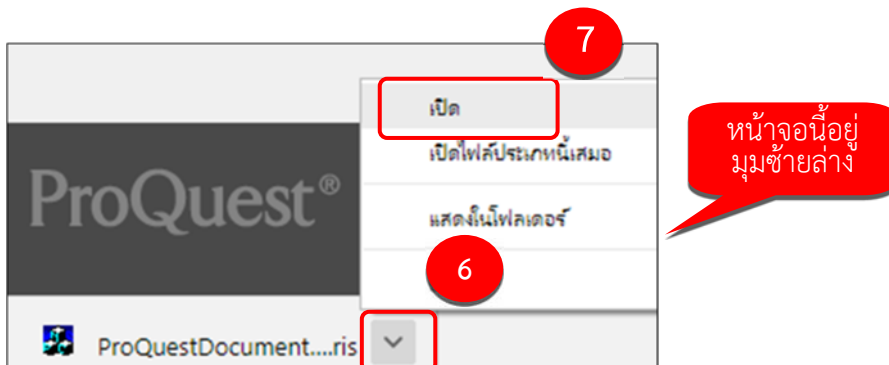 7
เปิด
เปิดไฟล์ประเภทนี้เสมอ
แสดงในโฟลเดอร์
ProQuest®
6
ProQuestDocument....ris
หน้าจอนี้อยู่
มุมซ้ายล่าง